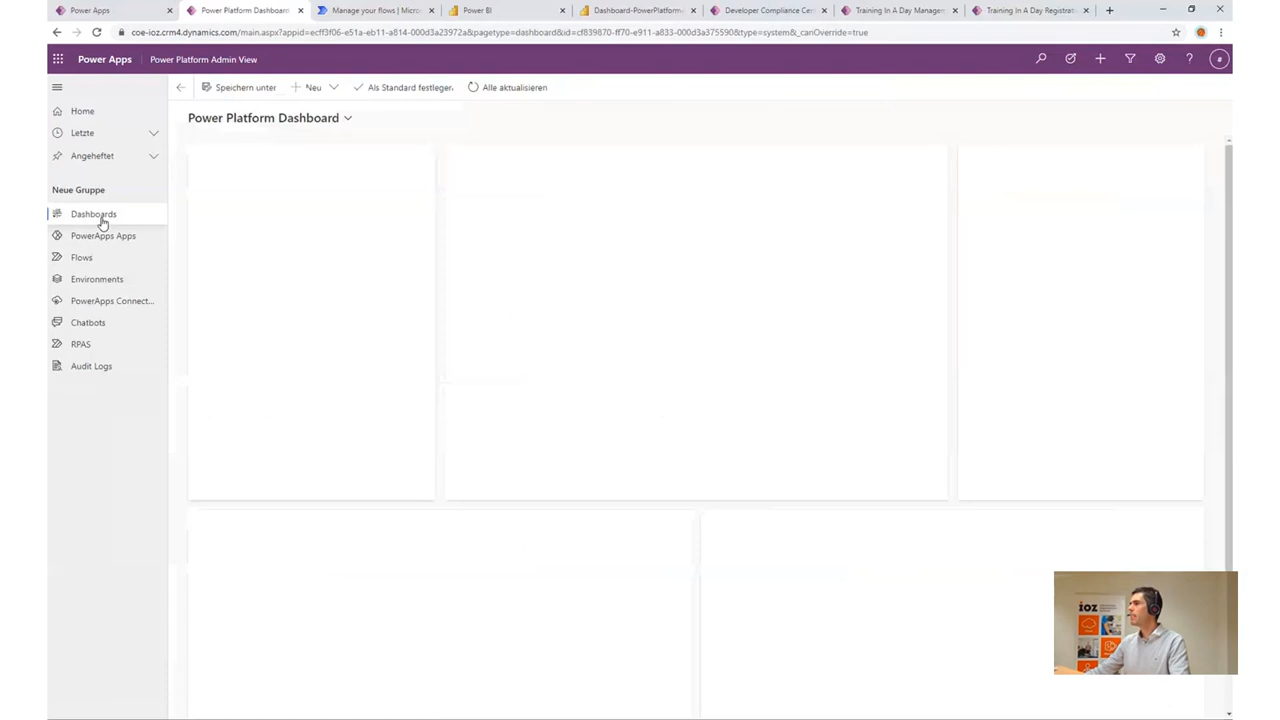 Power Apps
Power Platform Dashboard
Manage your flows | Micro
Power BI
Dashboard-PowerPlatform-
Developer Compliance Cen
Training In A Day Managem
Training In A Day Registrat
coe-ioz.crm4.dynamics.com/main.aspx?appid=ecff3f06-e51a-eb11-a814-000d3a23972a&pagetype=dashboard&id=cf839870-ff70-e911-a833-000d3a375590&type=system&_canOverride=true
Power Apps Power Platform Admin View
Speichern unter Neu Als Standard festlegen Alle aktualisieren
Power Platform Dashboard
Home
Letzte
Angeheftet
Neue Gruppe
Dashboards
PowerApps Apps
Flows
Environments
PowerApps Connect...
Chatbots
RPAS
Audit Logs
ioz